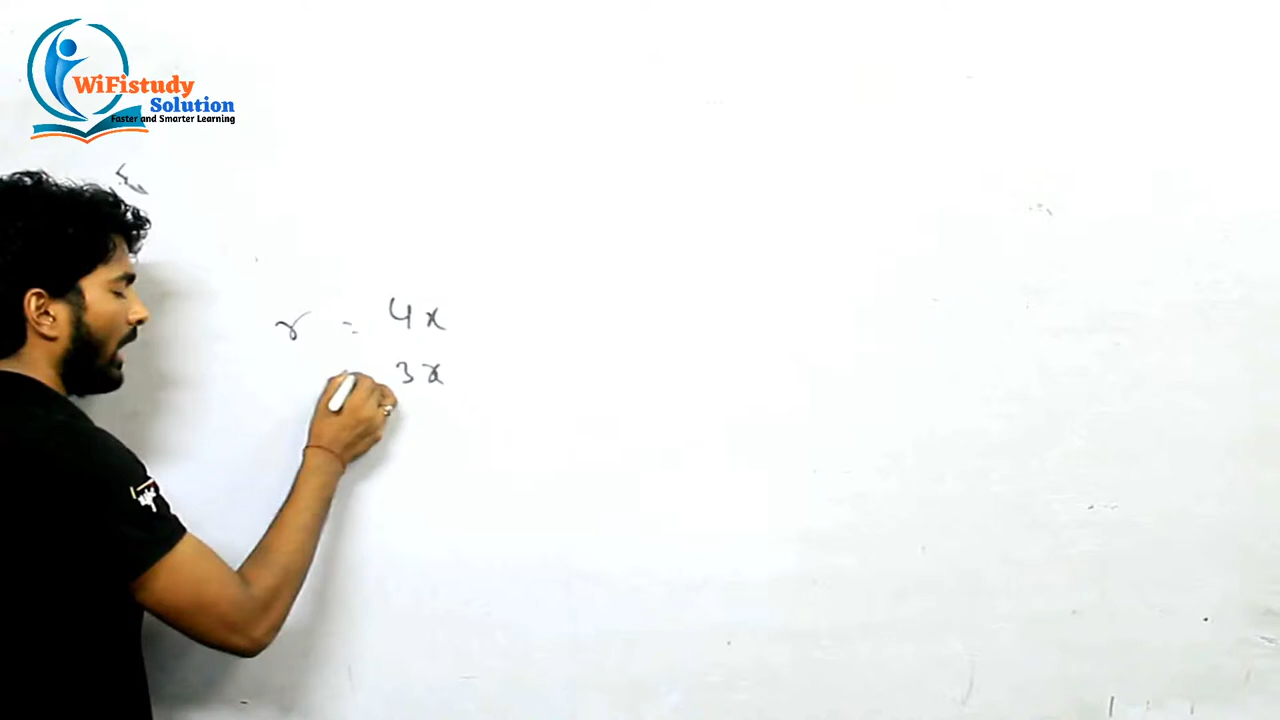 WiFistudy
Solution
Faster and Smarter Learning
r = 4x
3x